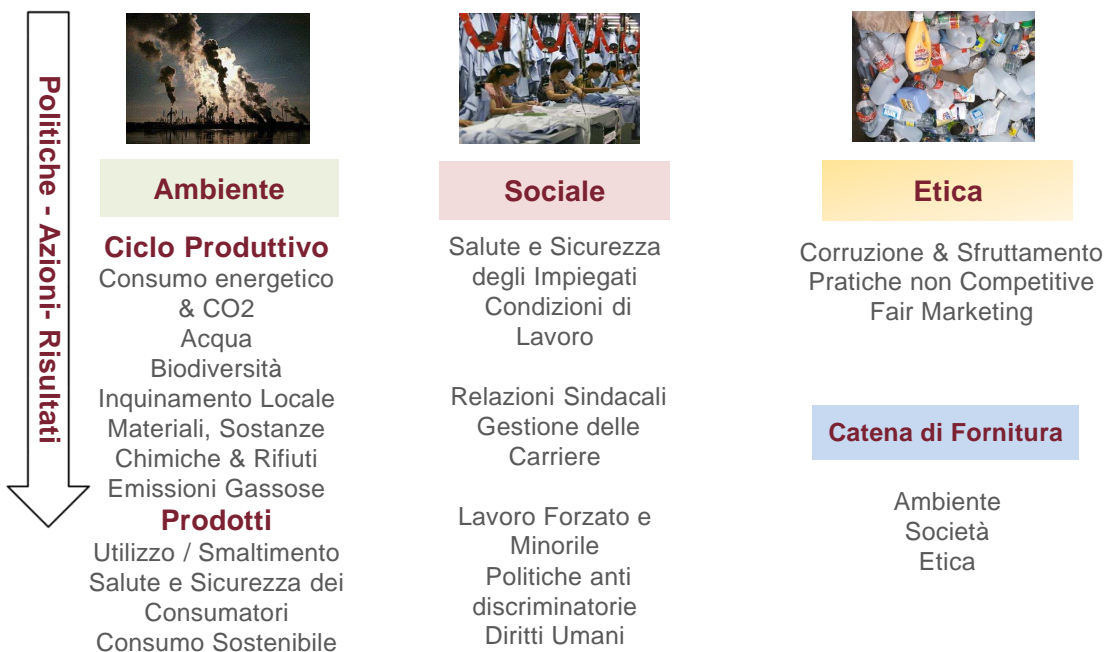 Politiche - Azioni- Risultati
Ambiente
Ciclo Produttivo
Consumo energetico
& CO2
Acqua
Biodiversità
Inquinamento Locale
Materiali, Sostanze
Chimiche & Rifiuti
Emissioni Gassose
Prodotti
Utilizzo / Smaltimento
Salute e Sicurezza dei
Consumatori
Consumo Sostenibile
Sociale
Salute e Sicurezza
degli Impiegati
Condizioni di
Lavoro
Relazioni Sindacali
Gestione delle
Carriere
Lavoro Forzato e
Minorile
Politiche anti
discriminatorie
Diritti Umani
Etica
Corruzione & Sfruttamento
Pratiche non Competitive
Fair Marketing
Catena di Fornitura
Ambiente
Società
Etica